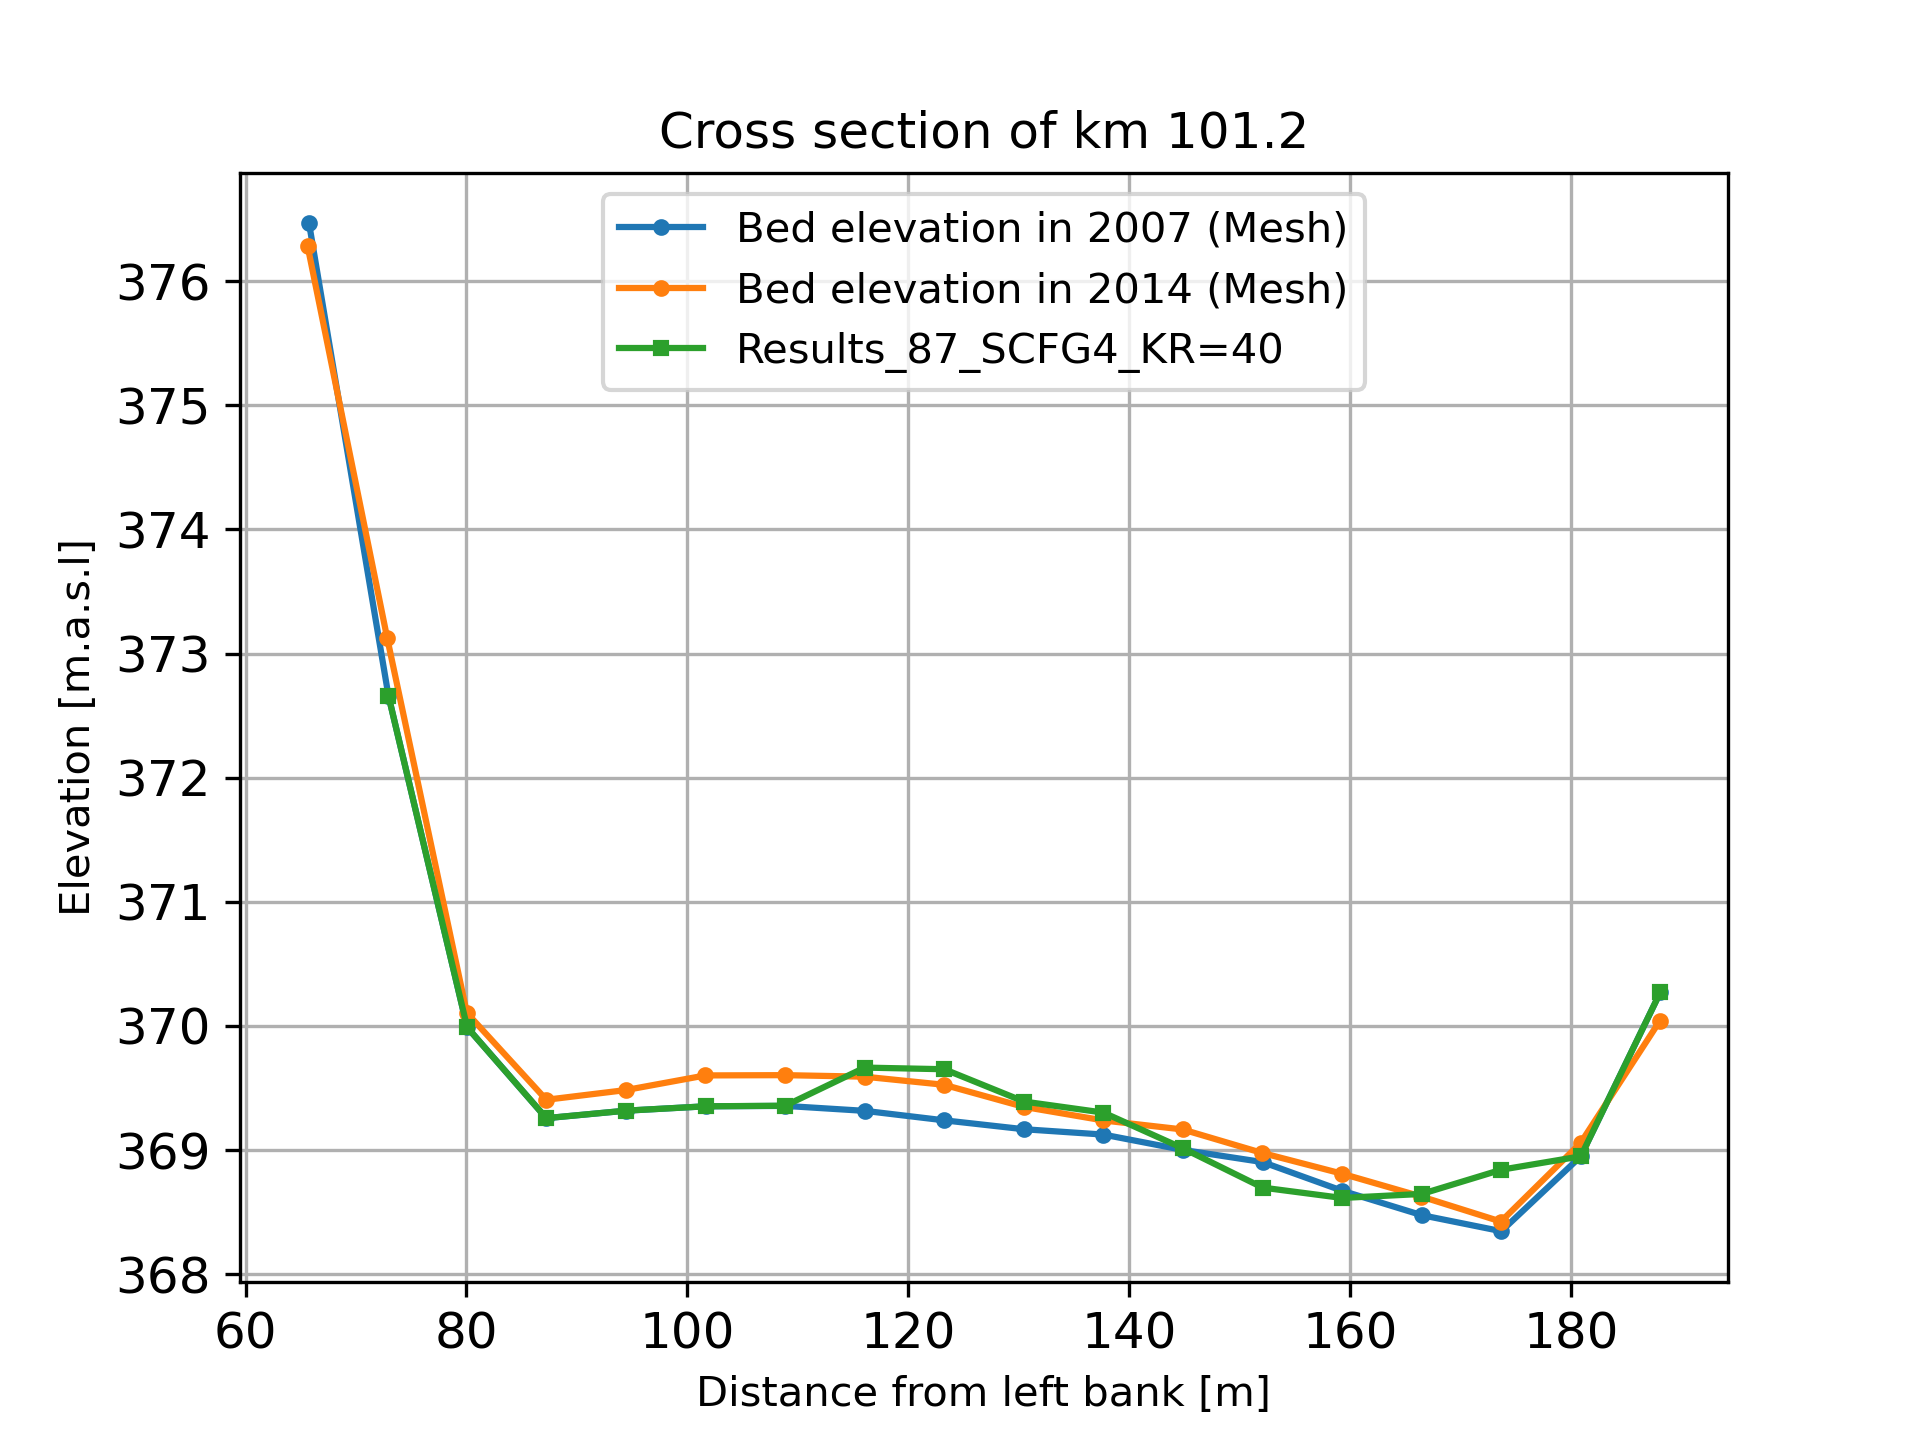 Cross section of km 101.2
Bed elevation in 2007 (Mesh)
Bed elevation in 2014 (Mesh)
Results_87_SCFG4_KR=40
Elevation [m.a.s.l]
376
375
374
373
372
371
370
369
368
60 80 100 120 140 160 180
Distance from left bank [m]